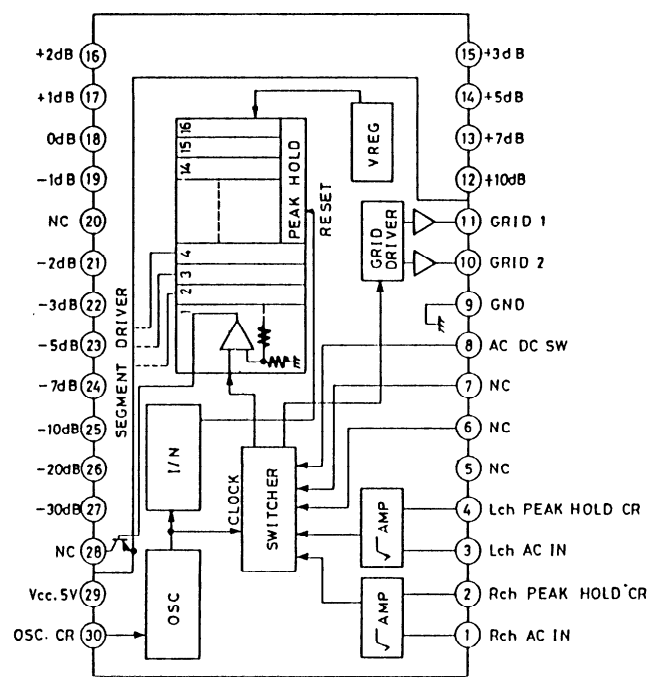 +2dB 16
+1dB 17
0dB 18
-1dB 19
NC 20
-2dB 21
-3dB 22
-5dB 23
-7dB 24
-10dB 25
-20dB 26
-30dB 27
NC 28
Vcc. 5V 29
OSC. CR 30
SEGMENT DRIVER
16
15
14
4
3
2
1
PEAK HOLD
RESET
VREG
GRID DRIVER
I/N
OSC
CLOCK
SWITCHER
√AMP
√AMP
15 +3dB
14 +5dB
13 +7dB
12 +10dB
11 GRID 1
10 GRID 2
9 GND
8 AC DC SW
7 NC
6 NC
5 NC
4 Lch PEAK HOLD CR
3 Lch AC IN
2 Rch PEAK HOLD CR
1 Rch AC IN